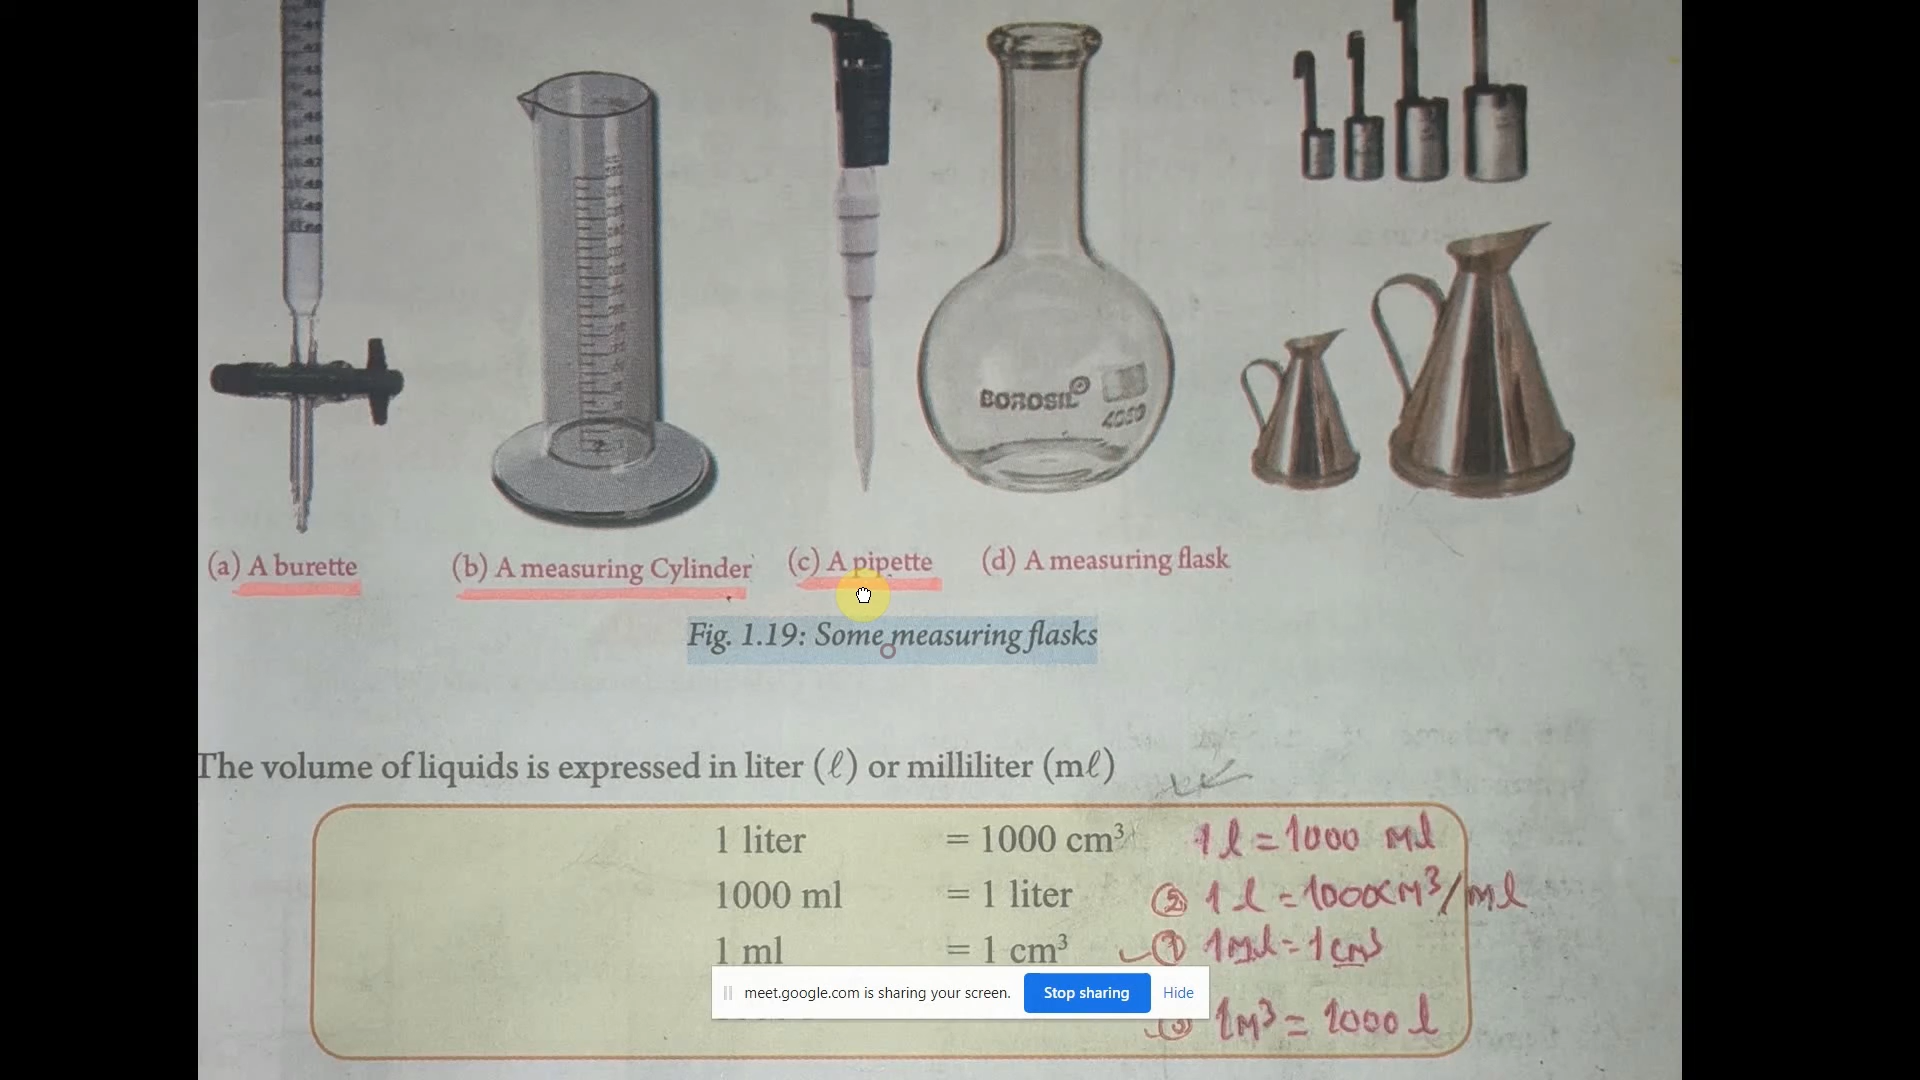 BOROSIL
(a) A burette
(b) A measuring Cylinder
(c) A pipette
(d) A measuring flask
Fig. 1.19: Some measuring flasks
The volume of liquids is expressed in liter (ℓ) or milliliter (mℓ)
1 liter = 1000 cm³ 1 l = 1000 ml
1000 ml = 1 liter ② 1 l = 1000cm³/ml
1 ml = 1 cm³ ① 1ml = 1cm³
meet.google.com is sharing your screen. Stop sharing Hide
③ 1m³ = 1000 l